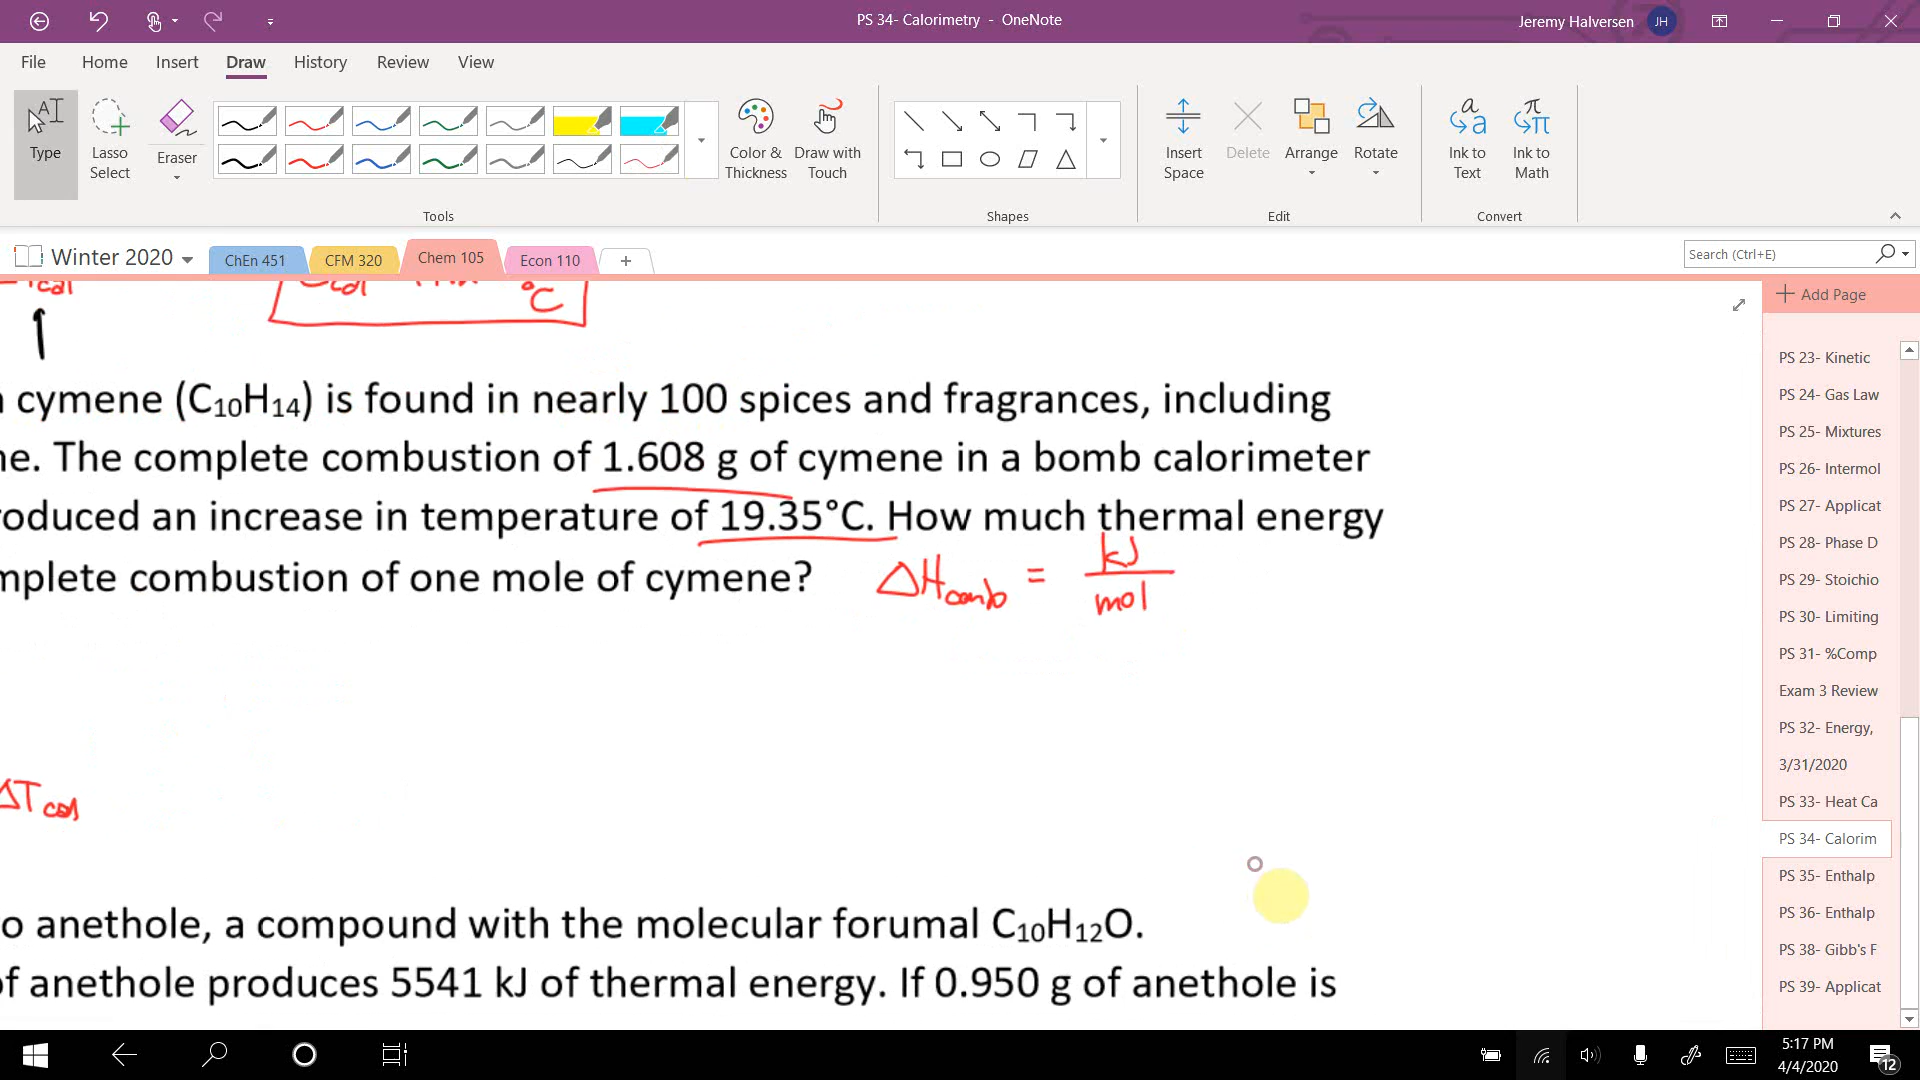 PS 34- Calorimetry - OneNote
Jeremy Halversen JH
File Home Insert Draw History Review View
Type
Lasso Select
Eraser
Color & Thickness
Draw with Touch
Insert Space
Delete
Arrange
Rotate
Ink to Text
Ink to Math
Tools
Shapes
Edit
Convert
Winter 2020
ChEn 451
CFM 320
Chem 105
Econ 110
Search (Ctrl+E)
Add Page
°C
cymene (C₁₀H₁₄) is found in nearly 100 spices and fragrances, including
ne. The complete combustion of 1.608 g of cymene in a bomb calorimeter
roduced an increase in temperature of 19.35°C. How much thermal energy
mplete combustion of one mole of cymene?
ΔHcomb = kJ
mol
ΔTcal
o anethole, a compound with the molecular forumal C₁₀H₁₂O.
of anethole produces 5541 kJ of thermal energy. If 0.950 g of anethole is
PS 23- Kinetic
PS 24- Gas Law
PS 25- Mixtures
PS 26- Intermol
PS 27- Applicat
PS 28- Phase D
PS 29- Stoichio
PS 30- Limiting
PS 31- %Comp
Exam 3 Review
PS 32- Energy,
3/31/2020
PS 33- Heat Ca
PS 34- Calorim
PS 35- Enthalp
PS 36- Enthalp
PS 38- Gibb's F
PS 39- Applicat
5:17 PM
4/4/2020
12